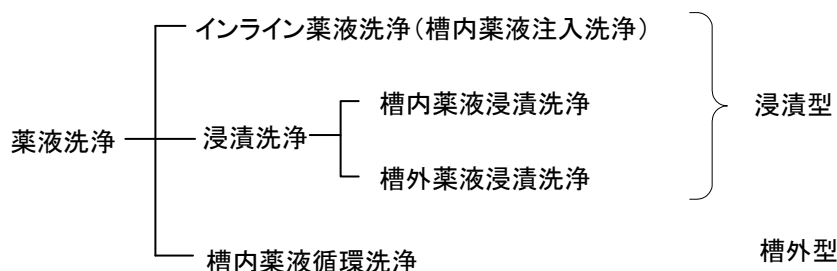 インライン薬液洗浄(槽内薬液注入洗浄)
槽内薬液浸漬洗浄
浸漬型
薬液洗浄
浸漬洗浄
槽外薬液浸漬洗浄
槽内薬液循環洗浄
槽外型